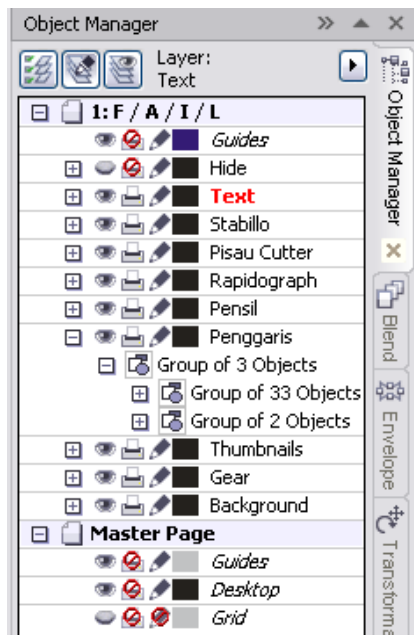 Object Manager
Layer:
Text
1: F / A / I / L
Guides
Hide
Text
Stabillo
Pisau Cutter
Rapidograph
Pensil
Penggaris
Group of 3 Objects
Group of 33 Objects
Group of 2 Objects
Thumbnails
Gear
Background
Master Page
Guides
Desktop
Grid
Object Manager
Blend
Envelope